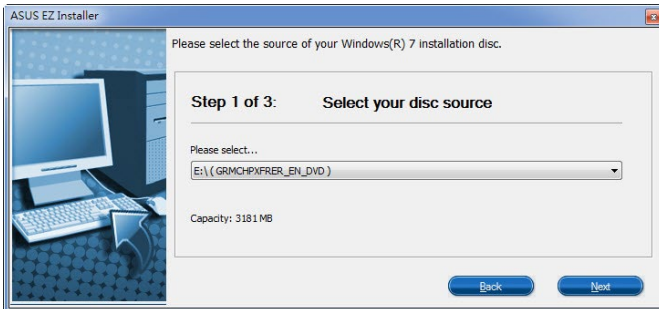 ASUS EZ Installer
Please select the source of your Windows(R) 7 installation disc.
Step 1 of 3: Select your disc source
Please select...
E:\ ( GRMCHPXFRER_EN_DVD )
Capacity: 3181 MB
Back Next